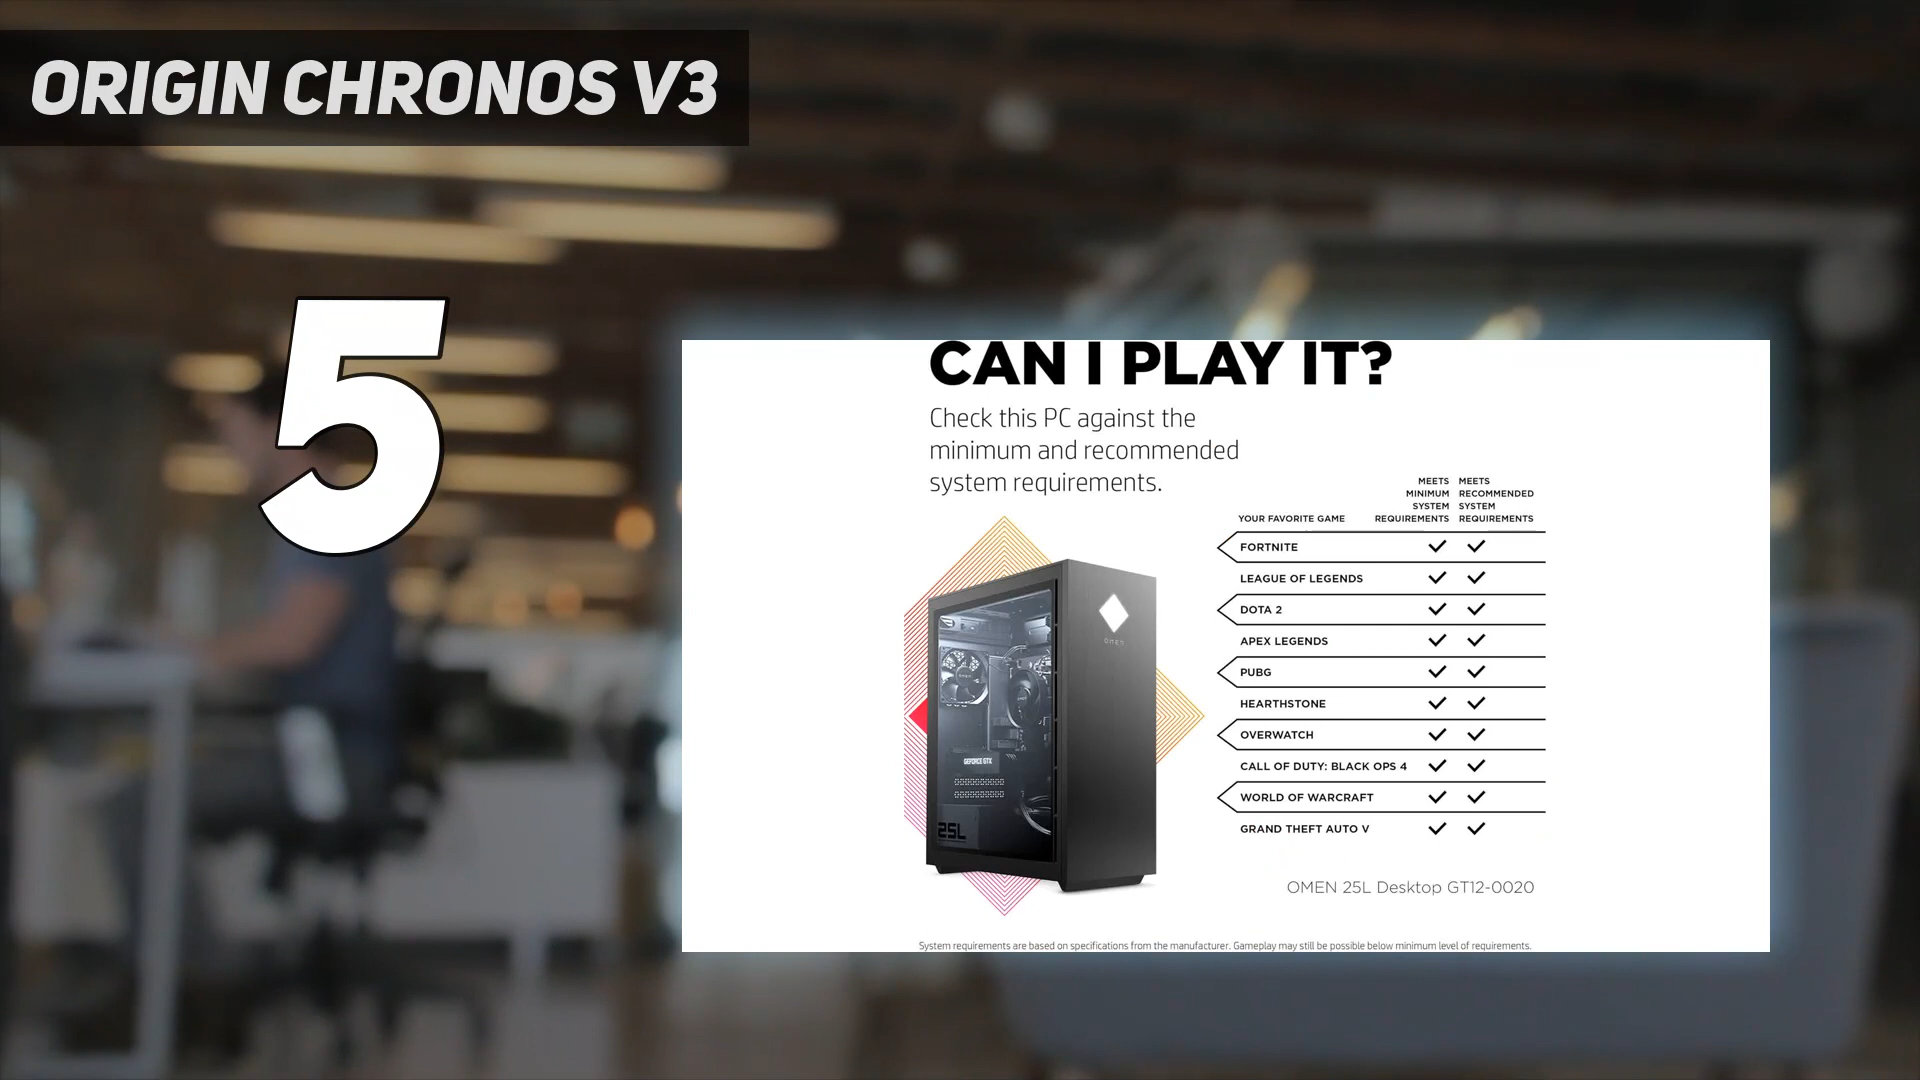 ORIGIN CHRONOS V3
5
CAN I PLAY IT?
Check this PC against the
minimum and recommended
system requirements.
YOUR FAVORITE GAME
MEETS
MINIMUM
SYSTEM
REQUIREMENTS
MEETS
RECOMMENDED
SYSTEM
REQUIREMENTS
FORTNITE
LEAGUE OF LEGENDS
DOTA 2
APEX LEGENDS
PUBG
HEARTHSTONE
OVERWATCH
CALL OF DUTY: BLACK OPS 4
WORLD OF WARCRAFT
GRAND THEFT AUTO V
OMEN
GEFORCE GTX
25L
OMEN 25L Desktop GT12-0020
System requirements are based on specifications from the manufacturer. Gameplay may still be possible below minimum level of requirements.